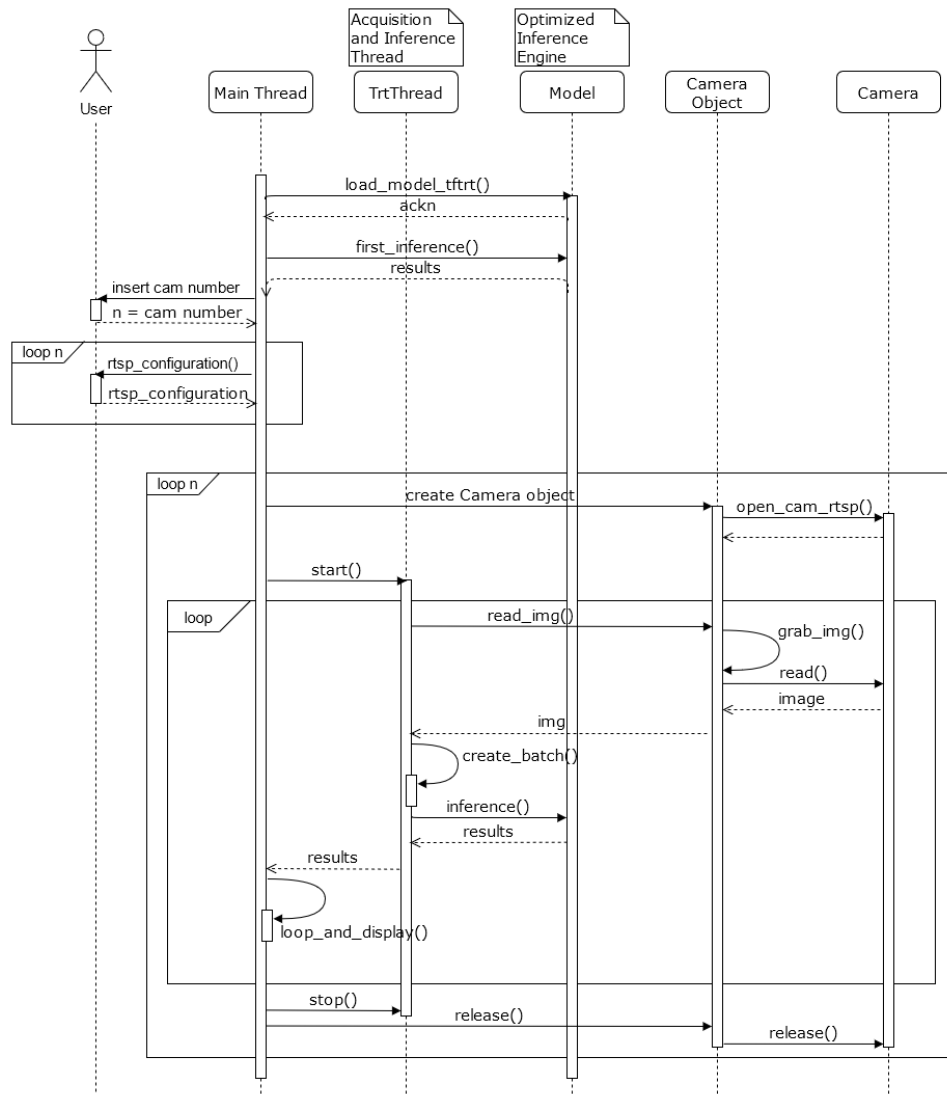 Acquisition
and Inference
Thread
Optimized
Inference
Engine
User
Main Thread
TrtThread
Model
Camera
Object
Camera
load_model_tftrt()
ackn
first_inference()
results
insert cam number
n = cam number
loop n
rtsp_configuration()
rtsp_configuration
loop n
create Camera object
open_cam_rtsp()
start()
loop
read_img()
grab_img()
read()
image
img
create_batch()
inference()
results
results
loop_and_display()
stop()
release()
release()